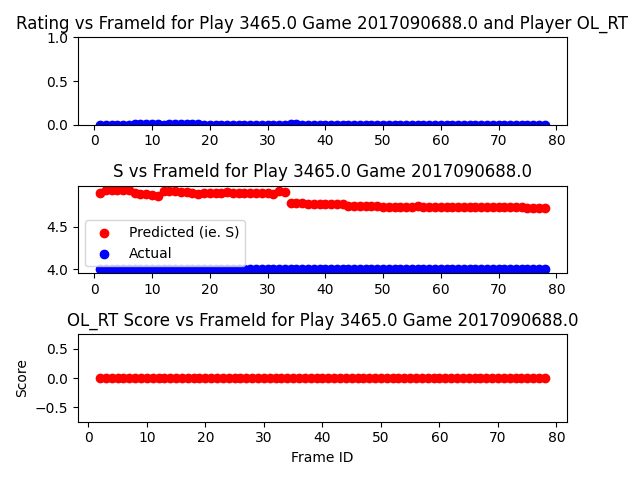 Rating vs FrameId for Play 3465.0 Game 2017090688.0 and Player OL_RT
1.0
0.5
0.0
0 10 20 30 40 50 60 70 80
S vs FrameId for Play 3465.0 Game 2017090688.0
4.5
4.0
Predicted (ie. S)
Actual
0 10 20 30 40 50 60 70 80
OL_RT Score vs FrameId for Play 3465.0 Game 2017090688.0
Score
0.5
0.0
−0.5
0 10 20 30 40 50 60 70 80
Frame ID